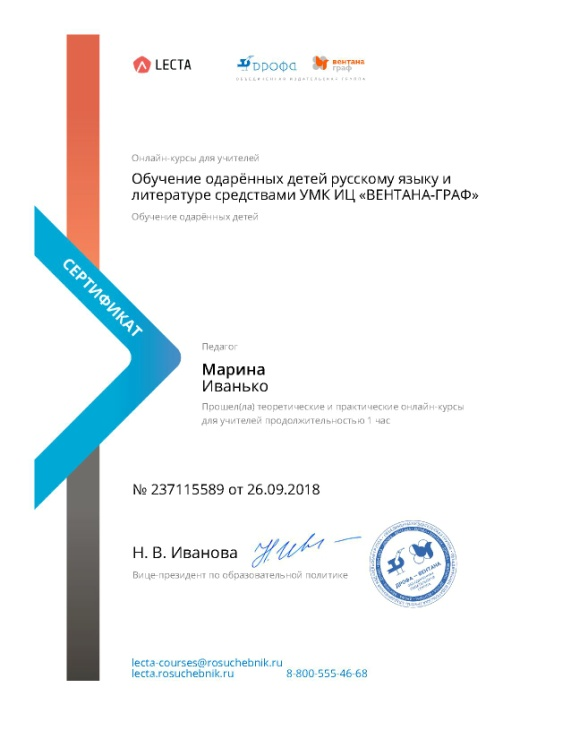 LECTA
дрофа
вентана
граф
ОБЪЕДИНЁННАЯ ИЗДАТЕЛЬСКАЯ ГРУППА
Онлайн-курсы для учителей
Обучение одарённых детей русскому языку и
литературе средствами УМК ИЦ «ВЕНТАНА-ГРАФ»
Обучение одарённых детей
СЕРТИФИКАТ
Педагог
Марина
Иванько
Прошел(ла) теоретические и практические онлайн-курсы
для учителей продолжительностью 1 час
№ 237115589 от 26.09.2018
Н. В. Иванова
Вице-президент по образовательной политике
ДРОФА – ВЕНТАНА
lecta-courses@rosuchebnik.ru
lecta.rosuchebnik.ru 8-800-555-46-68